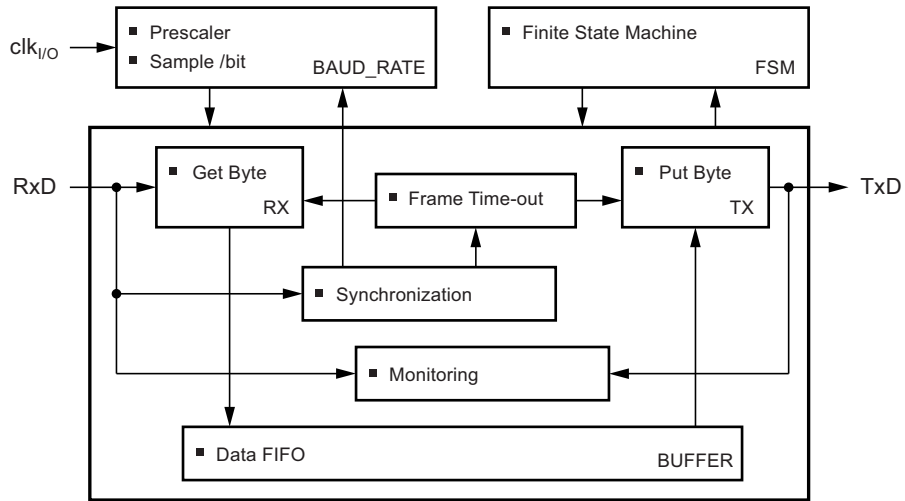 clkI/O
Prescaler
Sample /bit
BAUD_RATE
Finite State Machine
FSM
RxD
Get Byte
RX
Frame Time-out
Put Byte
TX
TxD
Synchronization
Monitoring
Data FIFO
BUFFER